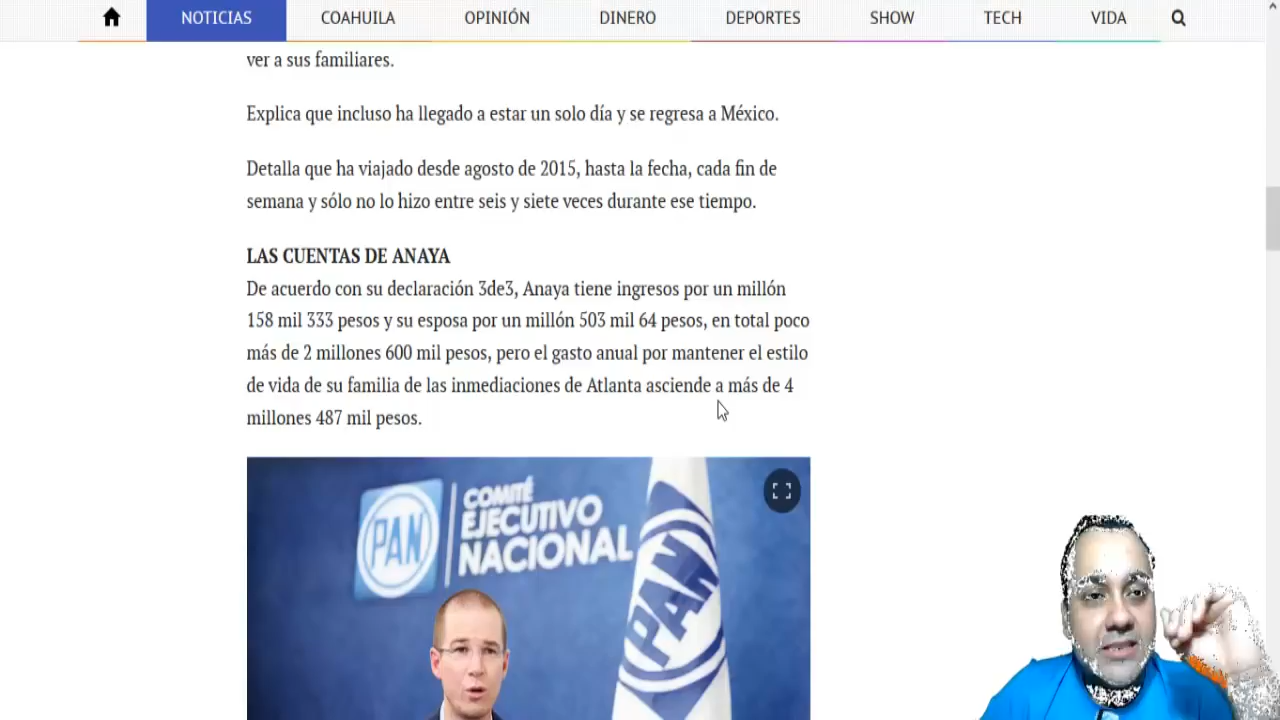 NOTICIAS COAHUILA OPINIÓN DINERO DEPORTES SHOW TECH VIDA
ver a sus familiares.
Explica que incluso ha llegado a estar un solo día y se regresa a México.
Detalla que ha viajado desde agosto de 2015, hasta la fecha, cada fin de
semana y sólo no lo hizo entre seis y siete veces durante ese tiempo.
LAS CUENTAS DE ANAYA
De acuerdo con su declaración 3de3, Anaya tiene ingresos por un millón
158 mil 333 pesos y su esposa por un millón 503 mil 64 pesos, en total poco
más de 2 millones 600 mil pesos, pero el gasto anual por mantener el estilo
de vida de su familia de las inmediaciones de Atlanta asciende a más de 4
millones 487 mil pesos.
PAN
COMITÉ
EJECUTIVO
NACIONAL
PAN